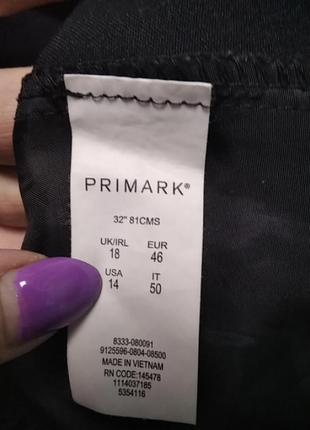 PRIMARK®
32" 81CMS
UK/IRL EUR
18 46
USA IT
14 50
8333-080091
9125596-0804-08500
MADE IN VIETNAM
RN CODE: 145478
1114037185
5354116